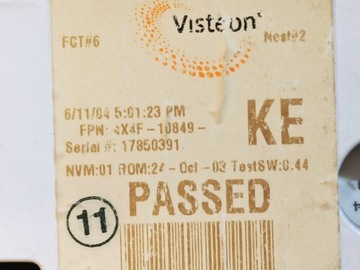 Visteon
FCT#6 Nest#2
6/11/04 5:01:23 PM
FPN: 4X4F-10849- KE
Serial #: 17850391
NVM:01 ROM:24-Oct-03 TestSW:0.44
11 PASSED